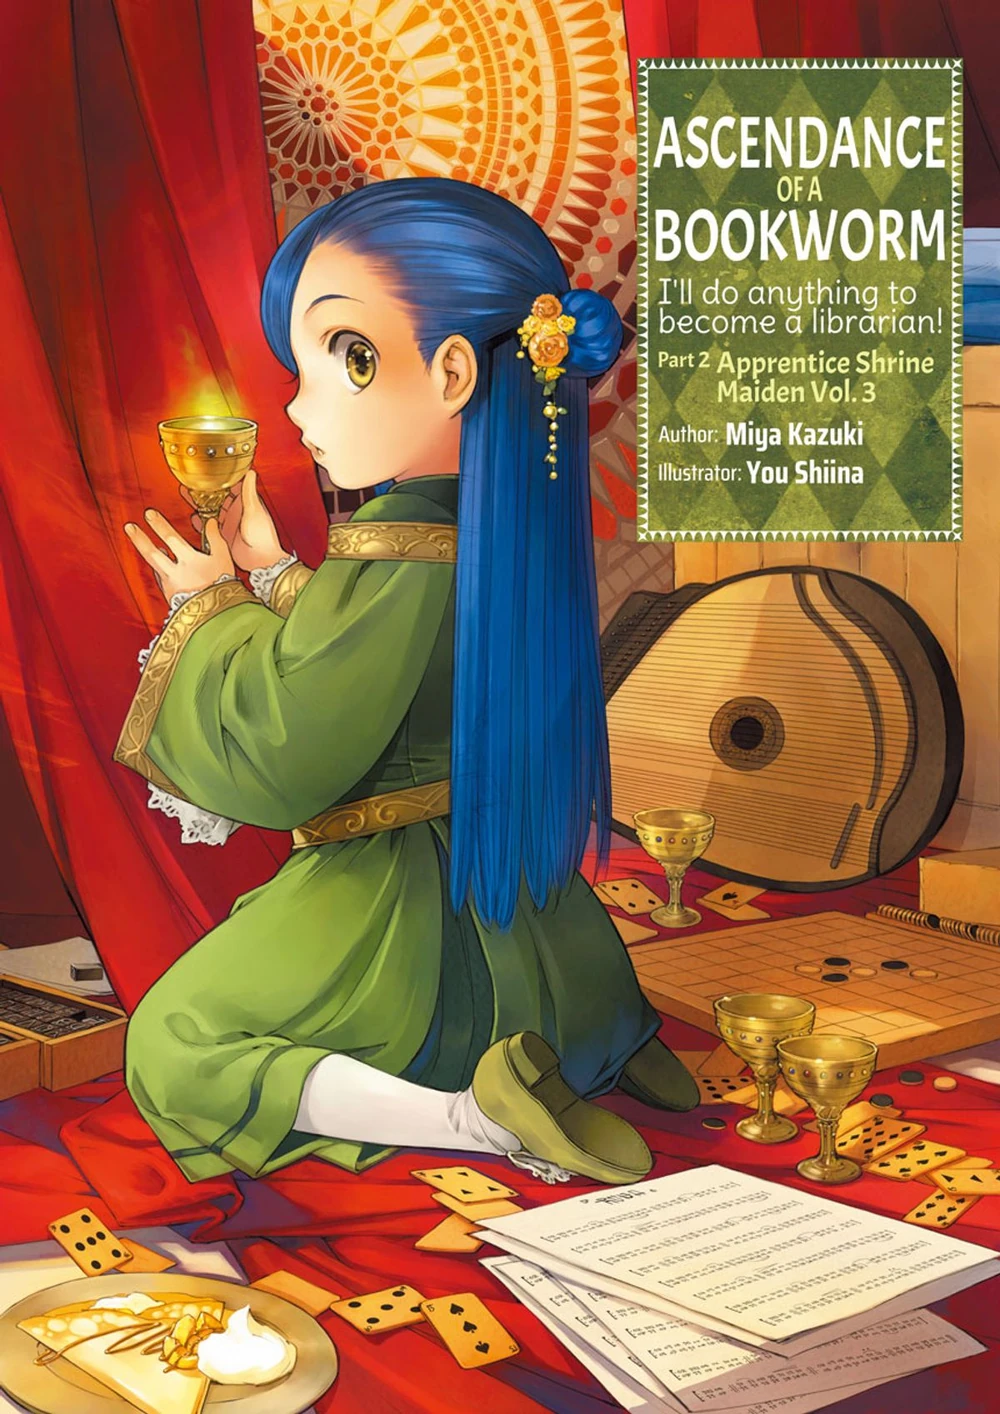 ASCENDANCE
OF A
BOOKWORM
I'll do anything to
become a librarian!
Part 2 Apprentice Shrine
Maiden Vol. 3
Author: Miya Kazuki
Illustrator: You Shiina